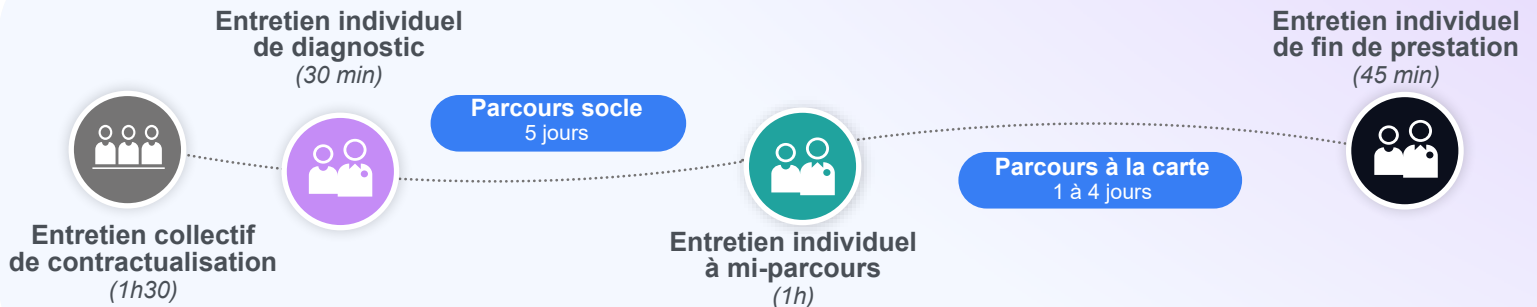 Entretien collectif
de contractualisation
(1h30)
Entretien individuel
de diagnostic
(30 min)
Parcours socle
5 jours
Entretien individuel
à mi-parcours
(1h)
Parcours à la carte
1 à 4 jours
Entretien individuel
de fin de prestation
(45 min)